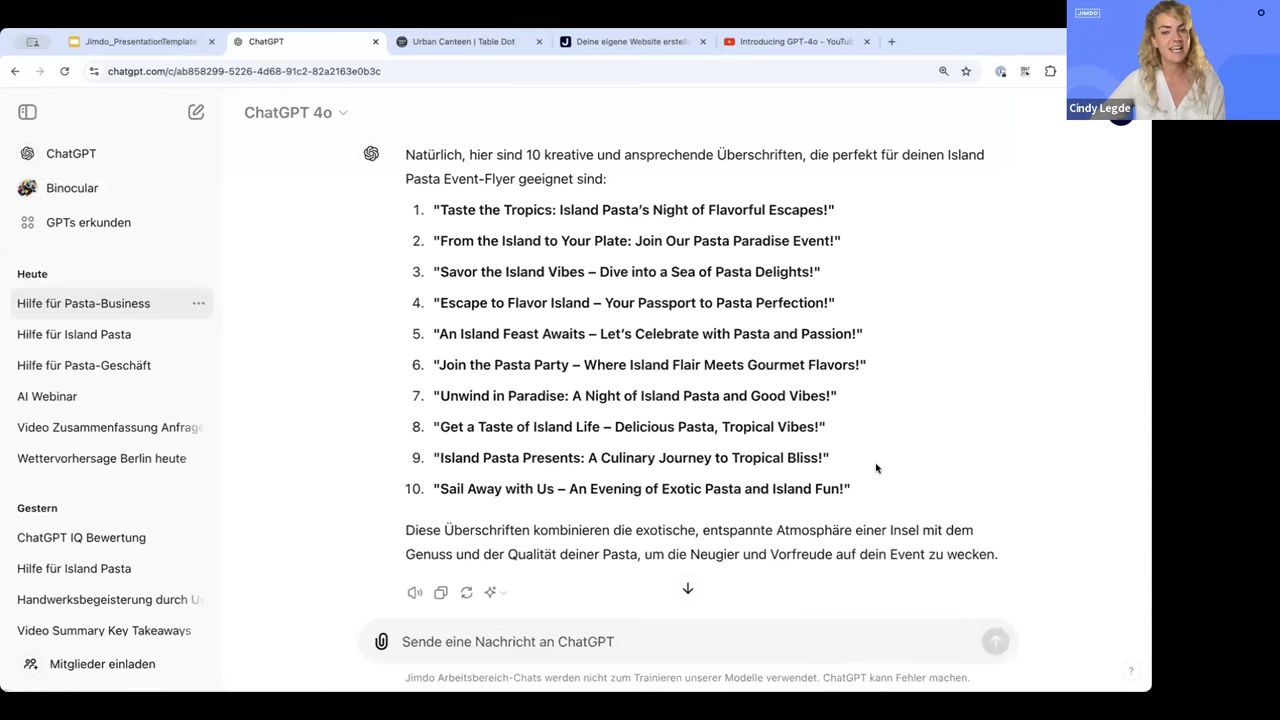 JIMDO
Cindy Legde
Jimdo_PresentationTemplate
ChatGPT
Urban Canteen | Table Dot
Deine eigene Website erstell
Introducing GPT-4o – YouTu
chatgpt.com/c/ab858299-5226-4d68-91c2-82a2163e0b3c
ChatGPT 4o
ChatGPT
Binocular
GPTs erkunden
Heute
Hilfe für Pasta-Business
Hilfe für Island Pasta
Hilfe für Pasta-Geschäft
AI Webinar
Video Zusammenfassung Anfrage
Wettervorhersage Berlin heute
Gestern
ChatGPT IQ Bewertung
Hilfe für Island Pasta
Handwerksbegeisterung durch Us
Video Summary Key Takeaways
Mitglieder einladen
Natürlich, hier sind 10 kreative und ansprechende Überschriften, die perfekt für deinen Island
Pasta Event-Flyer geeignet sind:
1. "Taste the Tropics: Island Pasta's Night of Flavorful Escapes!"
2. "From the Island to Your Plate: Join Our Pasta Paradise Event!"
3. "Savor the Island Vibes – Dive into a Sea of Pasta Delights!"
4. "Escape to Flavor Island – Your Passport to Pasta Perfection!"
5. "An Island Feast Awaits – Let's Celebrate with Pasta and Passion!"
6. "Join the Pasta Party – Where Island Flair Meets Gourmet Flavors!"
7. "Unwind in Paradise: A Night of Island Pasta and Good Vibes!"
8. "Get a Taste of Island Life – Delicious Pasta, Tropical Vibes!"
9. "Island Pasta Presents: A Culinary Journey to Tropical Bliss!"
10. "Sail Away with Us – An Evening of Exotic Pasta and Island Fun!"
Diese Überschriften kombinieren die exotische, entspannte Atmosphäre einer Insel mit dem
Genuss und der Qualität deiner Pasta, um die Neugier und Vorfreude auf dein Event zu wecken.
Sende eine Nachricht an ChatGPT
Jimdo Arbeitsbereich-Chats werden nicht zum Trainieren unserer Modelle verwendet. ChatGPT kann Fehler machen.
?